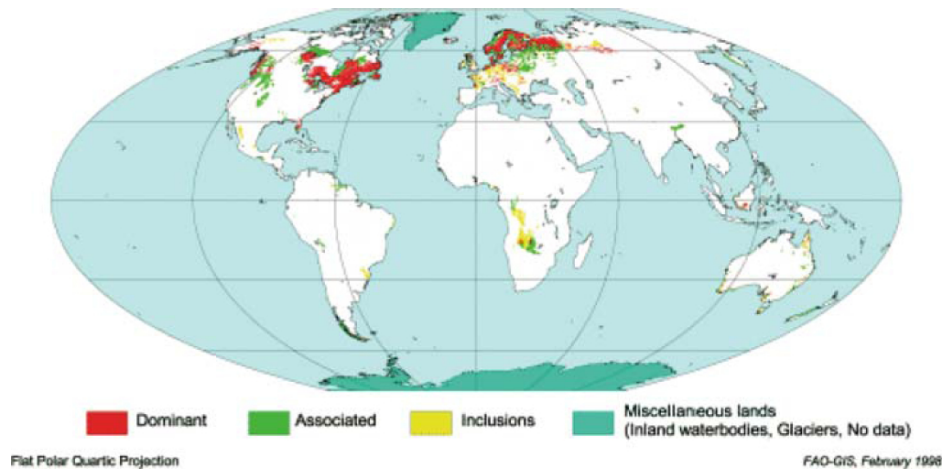 Dominant
Associated
Inclusions
Miscellaneous lands
(Inland waterbodies, Glaciers, No data)
Flat Polar Quartic Projection
FAO-GIS, February 1998